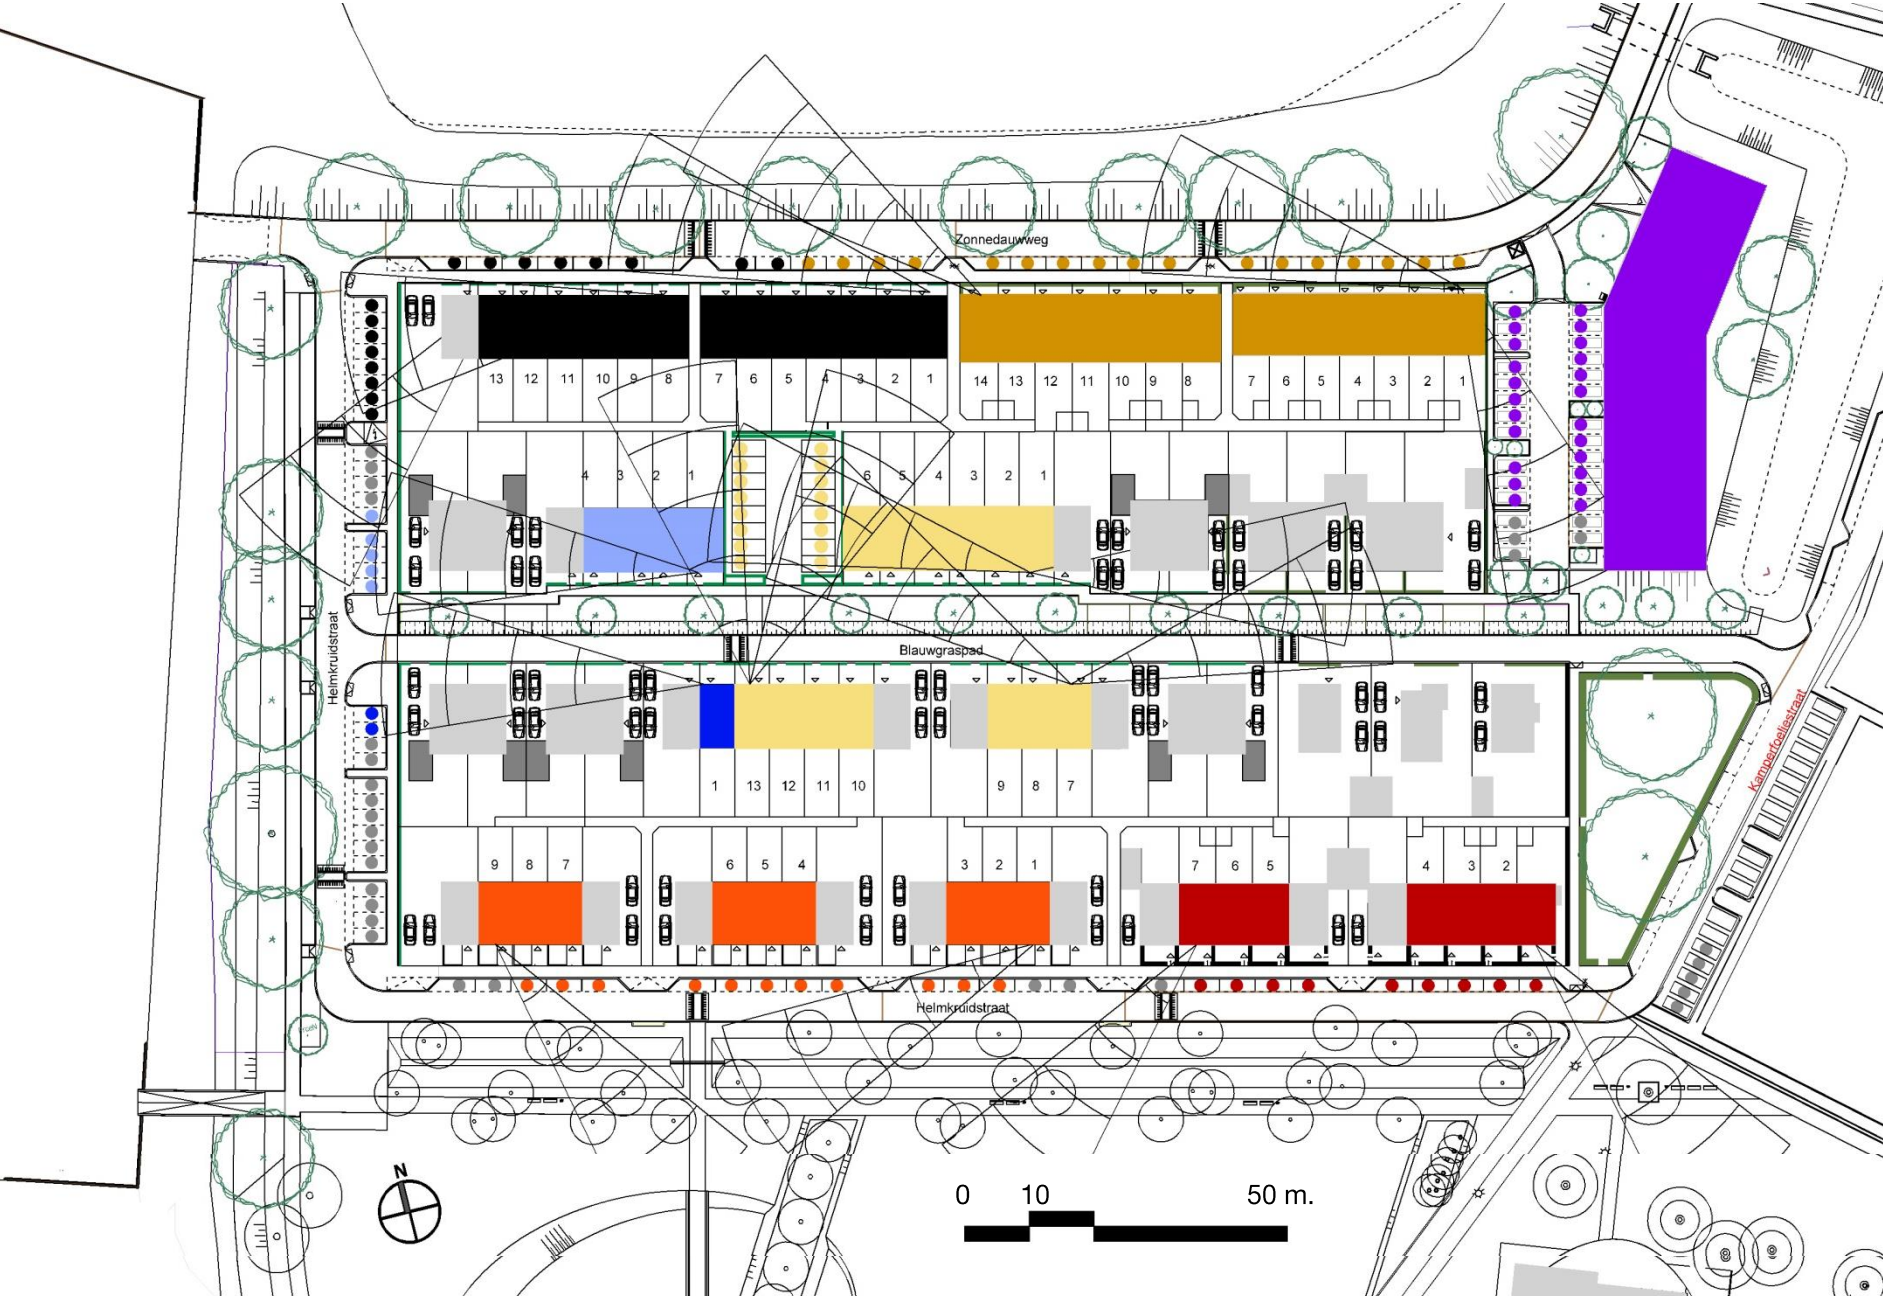 Zonnedauwweg
13 12 11 10 9 8 7 6 5 4 3 2 1 14 13 12 11 10 9 8 7 6 5 4 3 2 1
4 3 2 1 6 5 4 3 2 1
Helmkruidstraat
Blauwgraspad
Kamperfoeliestraat
1 13 12 11 10 9 8 7
9 8 7 6 5 4 3 2 1 7 6 5 4 3 2
Helmkruidstraat
N
0 10 50 m.